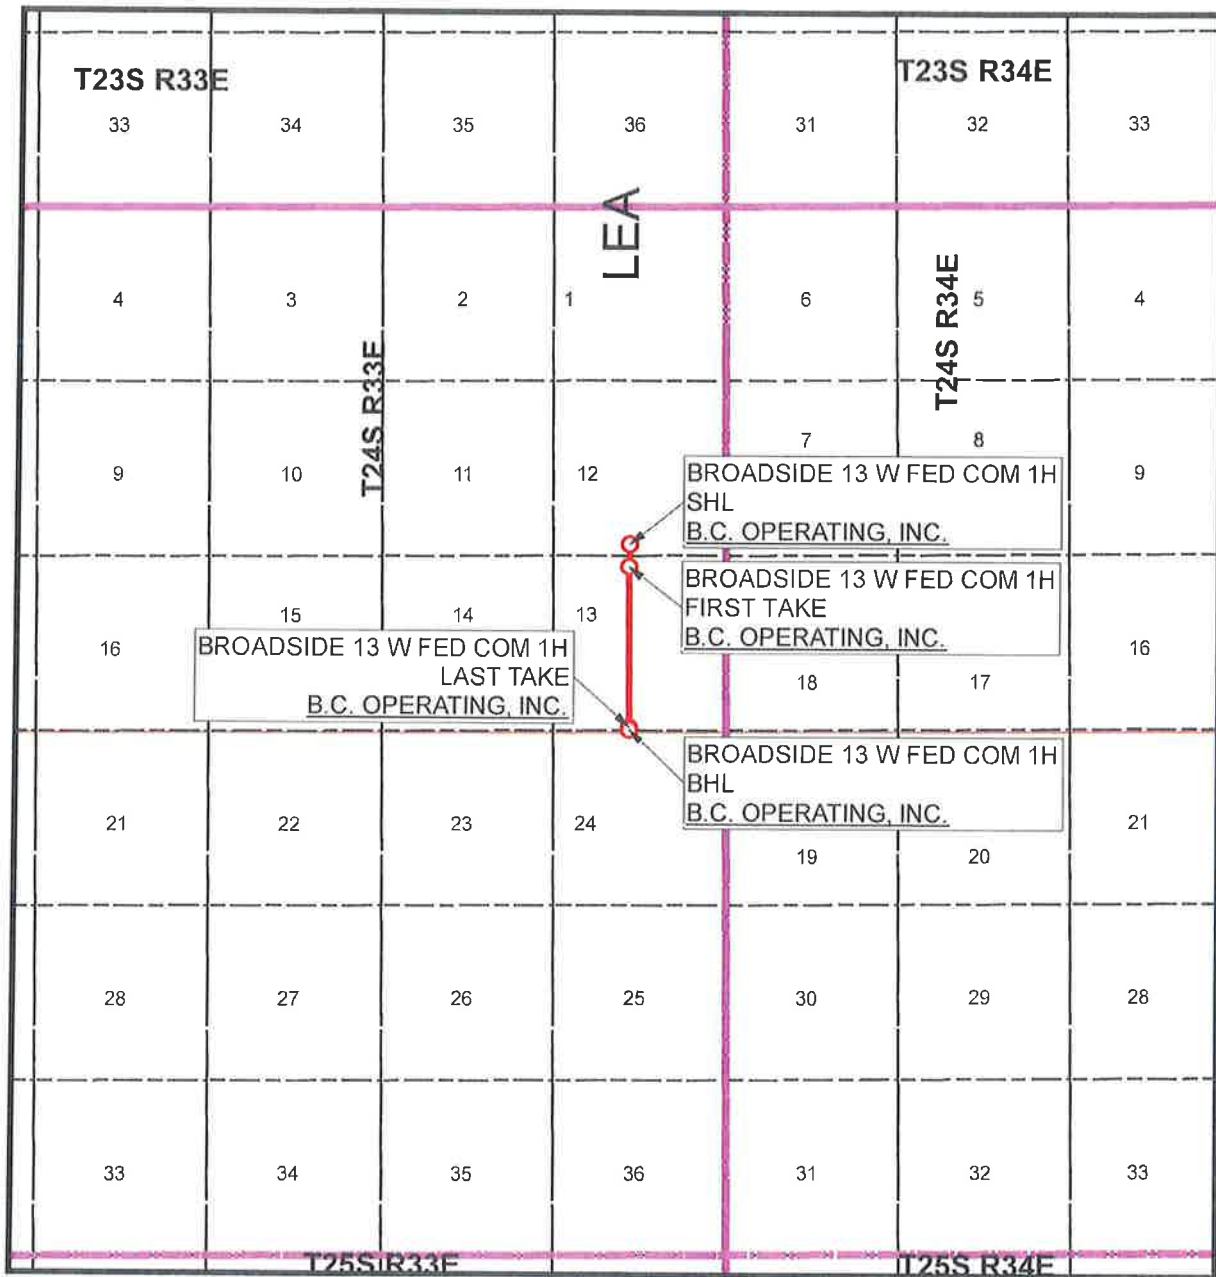 T23S R33E
T23S R34E
33
34
35
36
31
32
33
LEA
4
3
2
1
6
5
4
T24S R33E
T24S R34E
9
10
11
12
7
8
9
BROADSIDE 13 W FED COM 1H
SHL
B.C. OPERATING, INC.
BROADSIDE 13 W FED COM 1H
FIRST TAKE
B.C. OPERATING, INC.
16
15
14
13
18
17
16
BROADSIDE 13 W FED COM 1H
LAST TAKE
B.C. OPERATING, INC.
BROADSIDE 13 W FED COM 1H
BHL
B.C. OPERATING, INC.
21
22
23
24
19
20
21
28
27
26
25
30
29
28
33
34
35
36
31
32
33
T25S R33E
T25S R34E